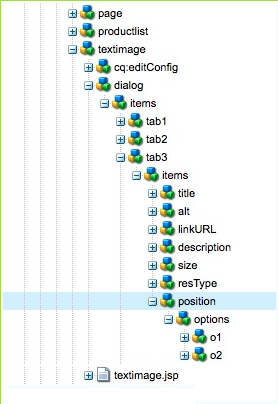 page
productlist
textimage
cq:editConfig
dialog
items
tab1
tab2
tab3
items
title
alt
linkURL
description
size
resType
position
options
o1
o2
textimage.jsp